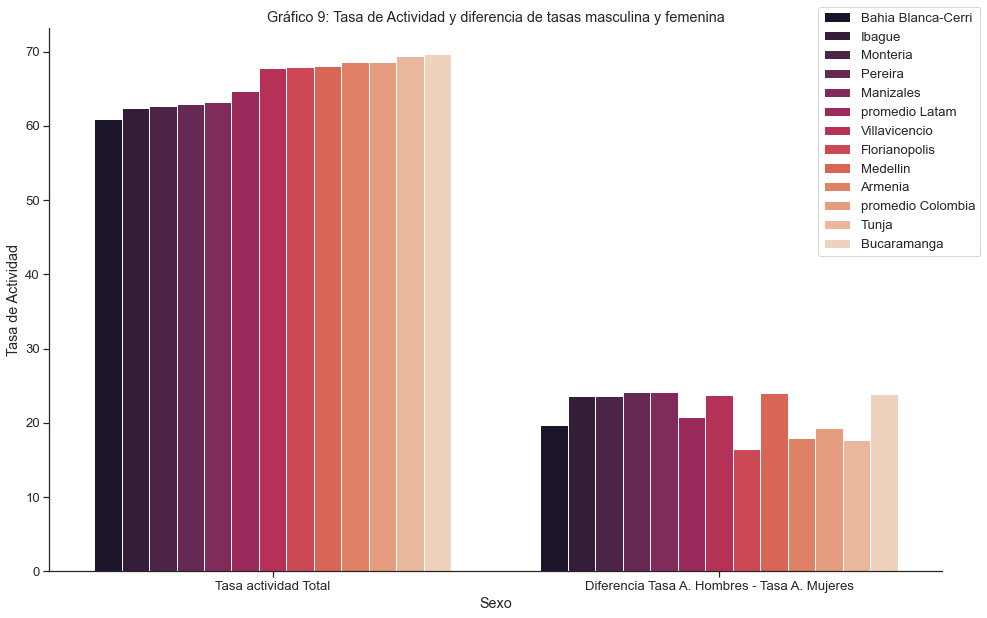 Gráfico 9: Tasa de Actividad y diferencia de tasas masculina y femenina
Bahia Blanca-Cerri
Ibague
Monteria
Pereira
Manizales
promedio Latam
Villavicencio
Florianopolis
Medellin
Armenia
promedio Colombia
Tunja
Bucaramanga
Tasa de Actividad
70
60
50
40
30
20
10
0
Tasa actividad Total
Diferencia Tasa A. Hombres - Tasa A. Mujeres
Sexo